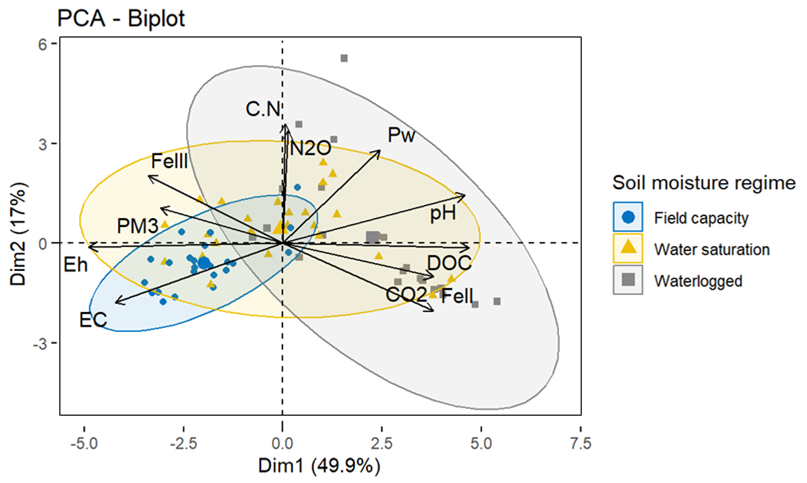 PCA - Biplot
6
3
0
-3
Dim2 (17%)
C.N
N2O
Pw
FeIII
PM3
pH
Eh
DOC
CO2
FeII
EC
-5.0
-2.5
0.0
2.5
5.0
7.5
Dim1 (49.9%)
Soil moisture regime
Field capacity
Water saturation
Waterlogged